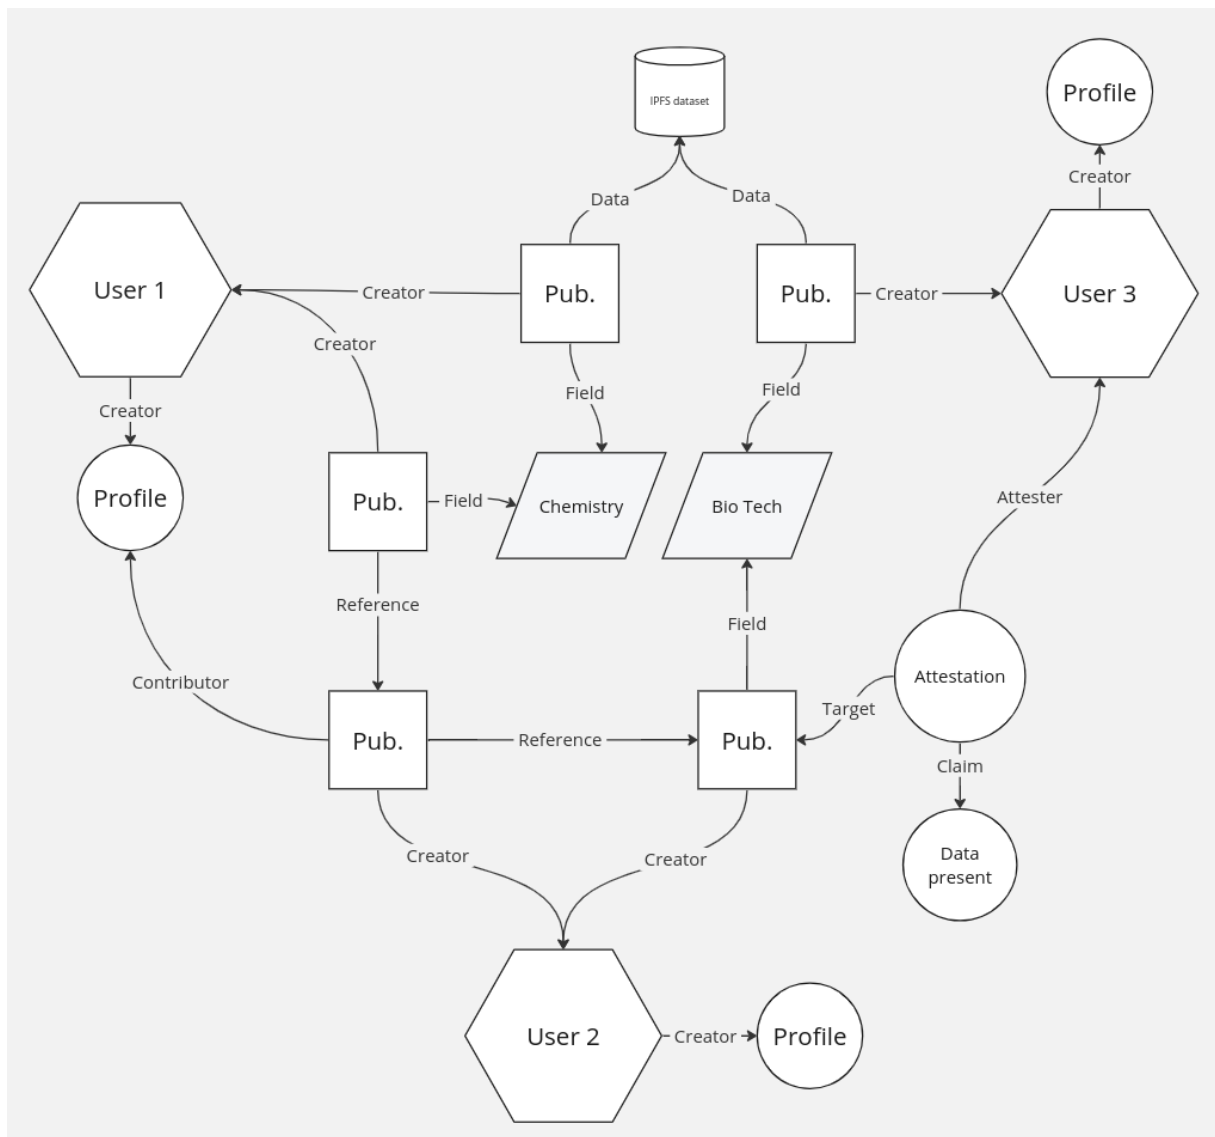 IPFS dataset
Profile
Creator
Data
Data
User 1
Creator
Pub.
Pub.
Creator
User 3
Creator
Creator
Field
Field
Profile
Pub.
Field
Chemistry
Bio Tech
Attester
Reference
Field
Contributor
Attestation
Target
Pub.
Reference
Pub.
Claim
Creator
Creator
Data
present
User 2
Creator
Profile